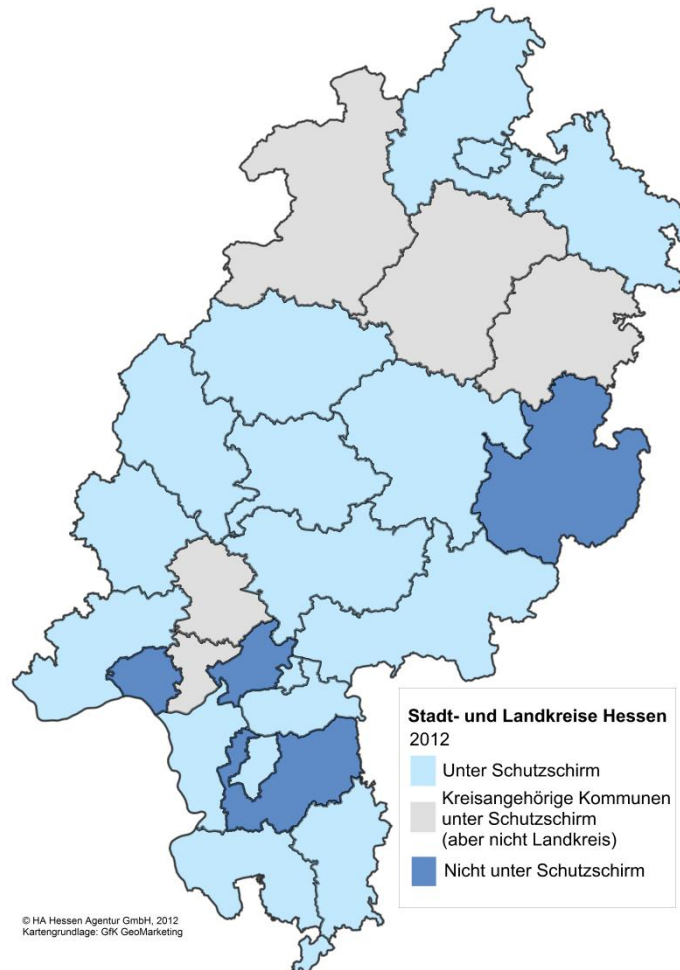 Stadt- und Landkreise Hessen
2012
Unter Schutzschirm
Kreisangehörige Kommunen
unter Schutzschirm
(aber nicht Landkreis)
Nicht unter Schutzschirm
© HA Hessen Agentur GmbH, 2012
Kartengrundlage: GfK GeoMarketing